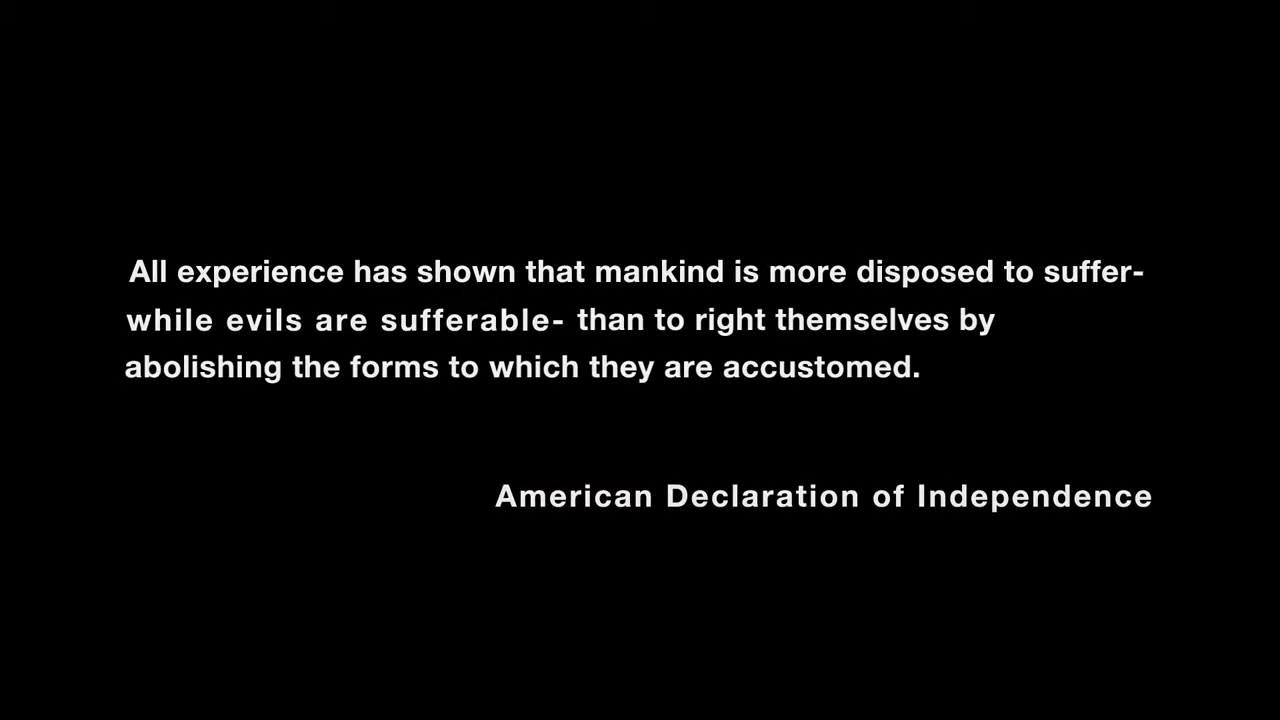 All experience has shown that mankind is more disposed to suffer-
while evils are sufferable- than to right themselves by
abolishing the forms to which they are accustomed.
American Declaration of Independence